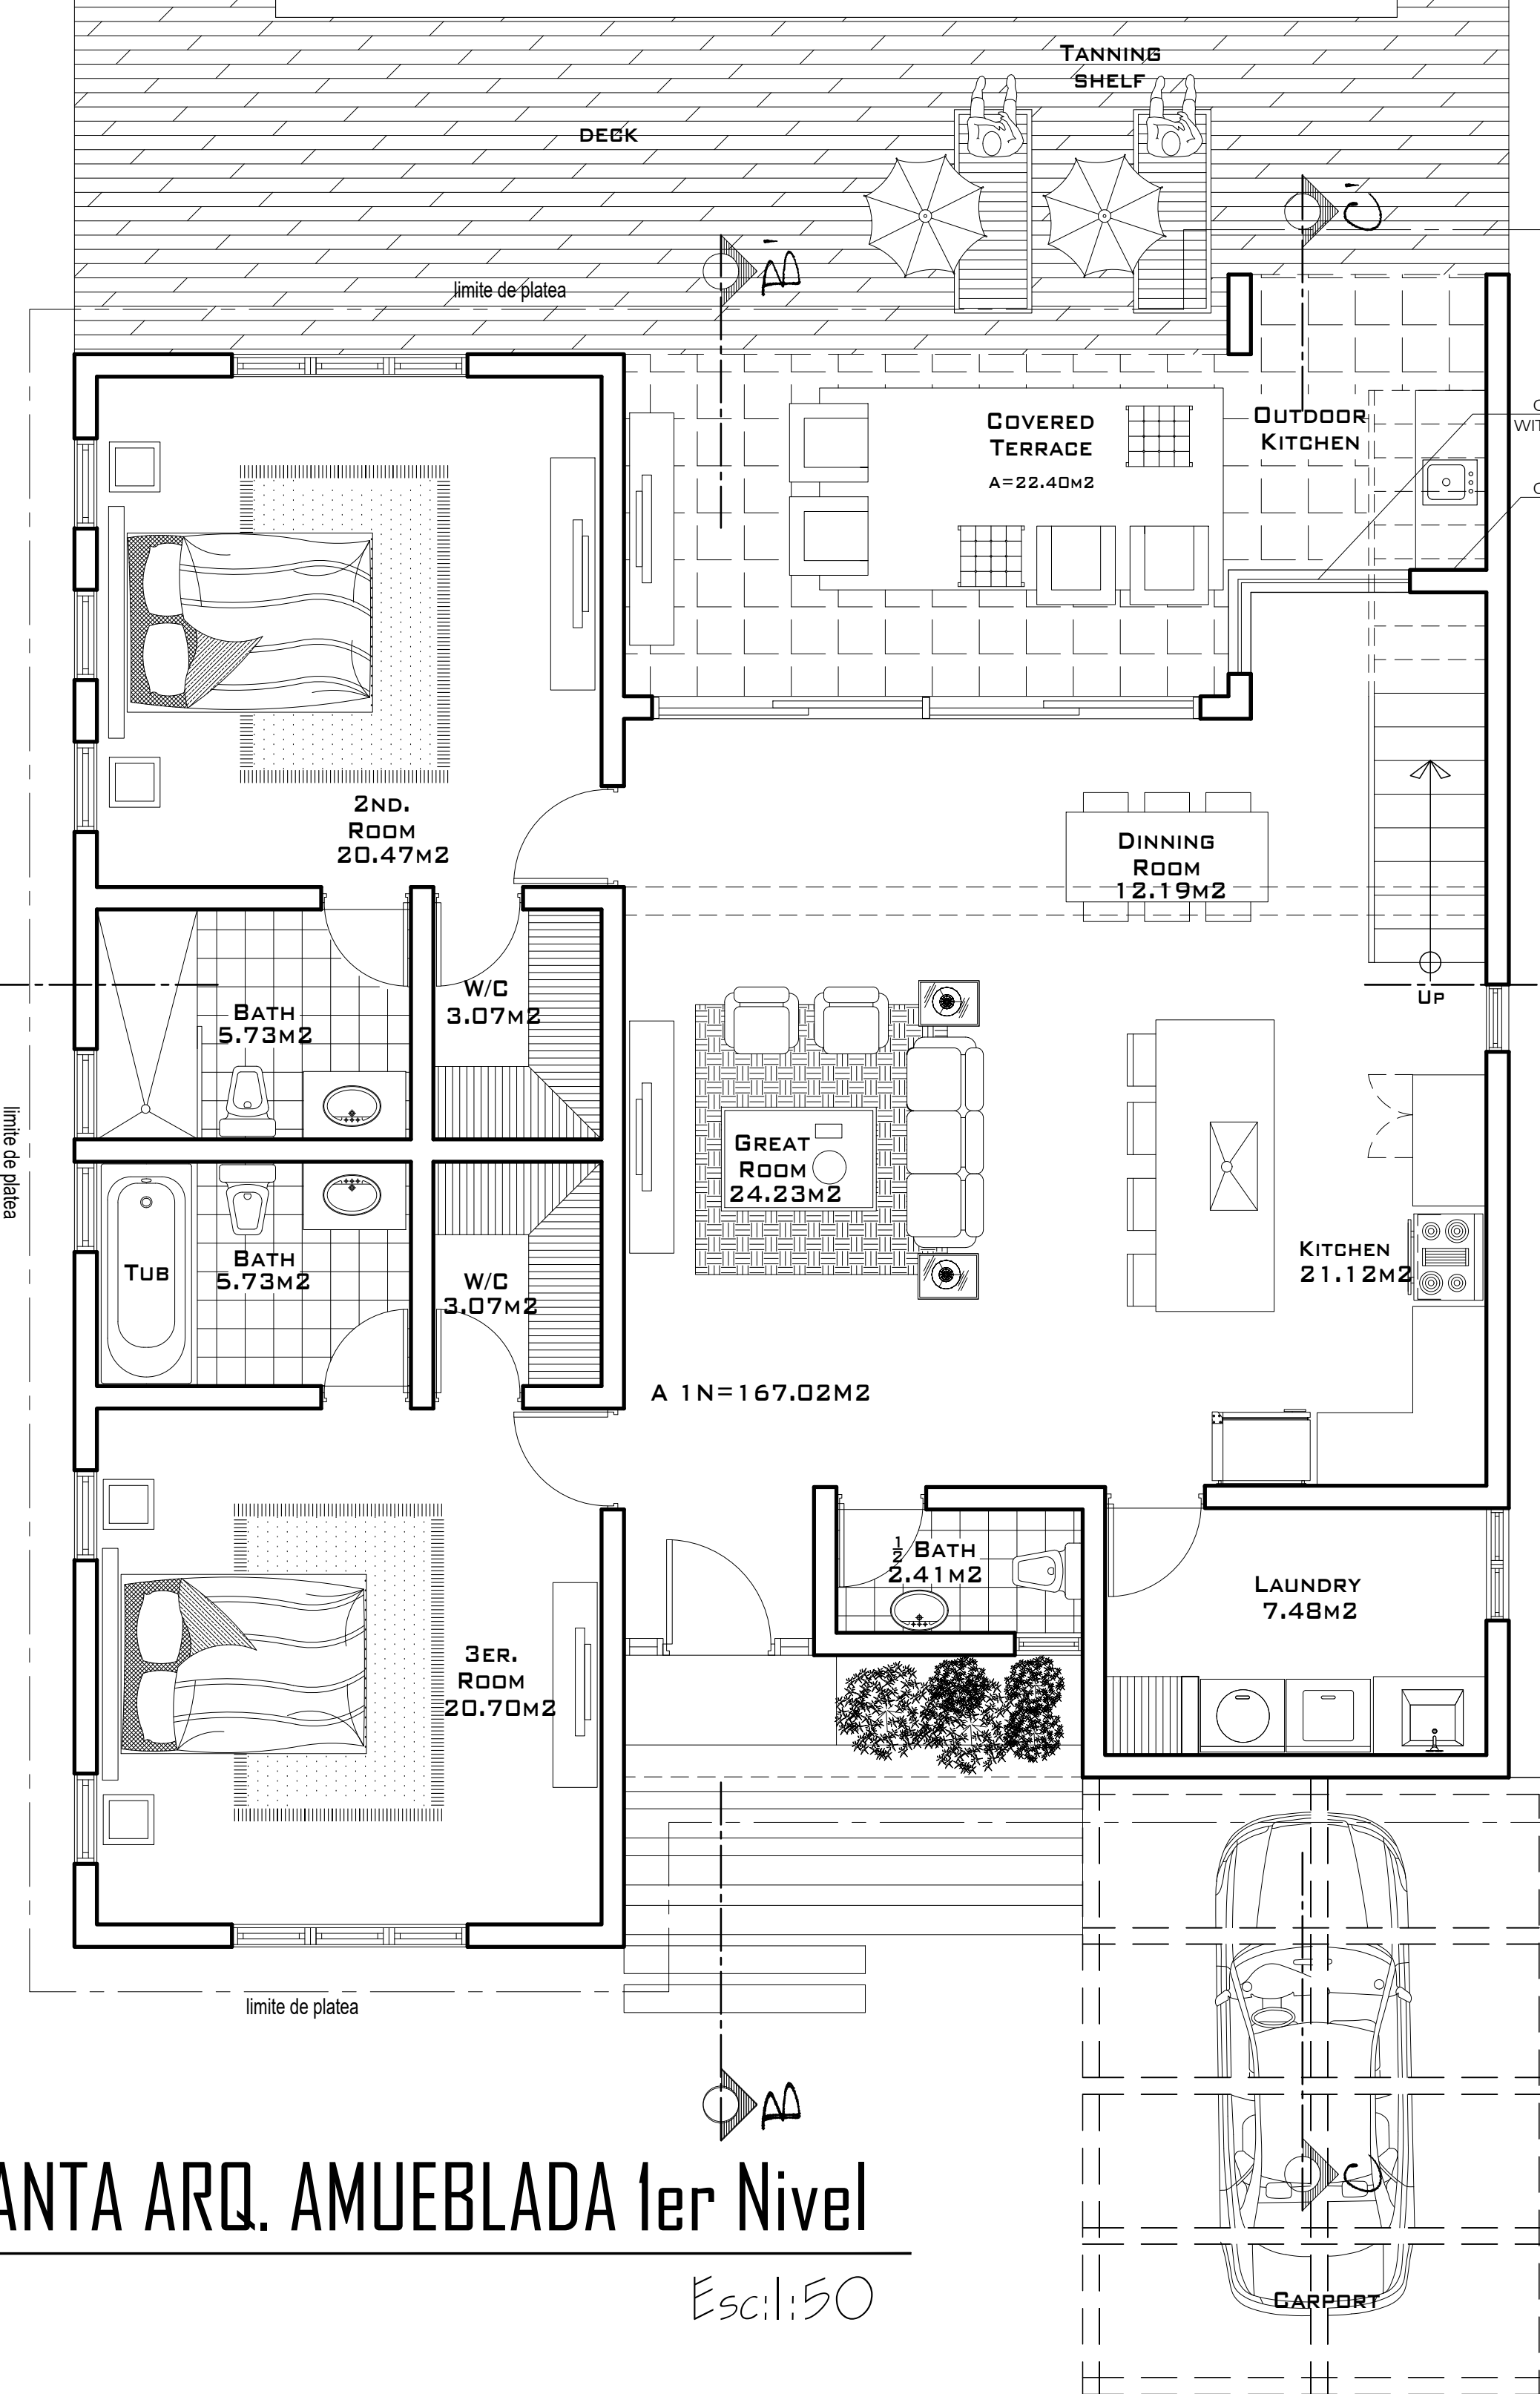 TANNING
SHELF
DECK
C'
B'
limite de platea
COVERED
TERRACE
A=22.40M2
OUTDOOR
KITCHEN
WIT
2ND.
ROOM
20.47M2
DINNING
ROOM
12.19M2
UP
BATH
5.73M2
W/C
3.07M2
GREAT
ROOM
24.23M2
limite de platea
TUB
BATH
5.73M2
W/C
3.07M2
KITCHEN
21.12M2
A 1N=167.02M2
½ BATH
2.41M2
LAUNDRY
7.48M2
3ER.
ROOM
20.70M2
limite de platea
B
C
ANTA ARQ. AMUEBLADA 1er Nivel
Esc:1:50
CARPORT